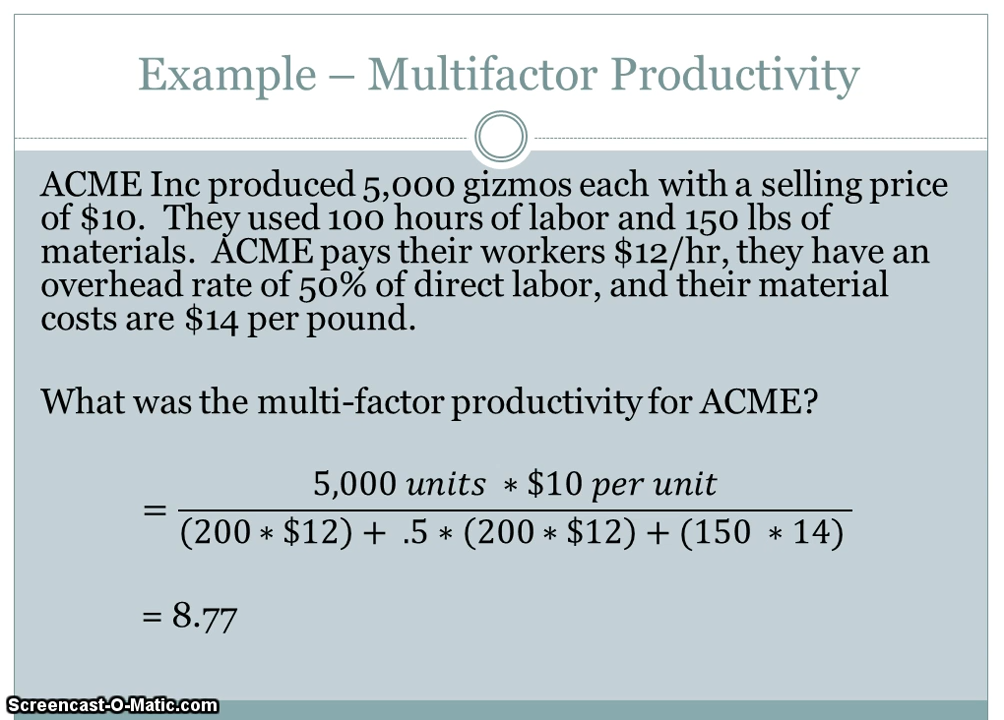 Example – Multifactor Productivity
ACME Inc produced 5,000 gizmos each with a selling price
of $10.  They used 100 hours of labor and 150 lbs of
materials.  ACME pays their workers $12/hr, they have an
overhead rate of 50% of direct labor, and their material
costs are $14 per pound.
What was the multi-factor productivity for ACME?
5,000 units * $10 per unit
=
(200 * $12) + .5 * (200 * $12) + (150 * 14)
= 8.77
Screencast-O-Matic.com